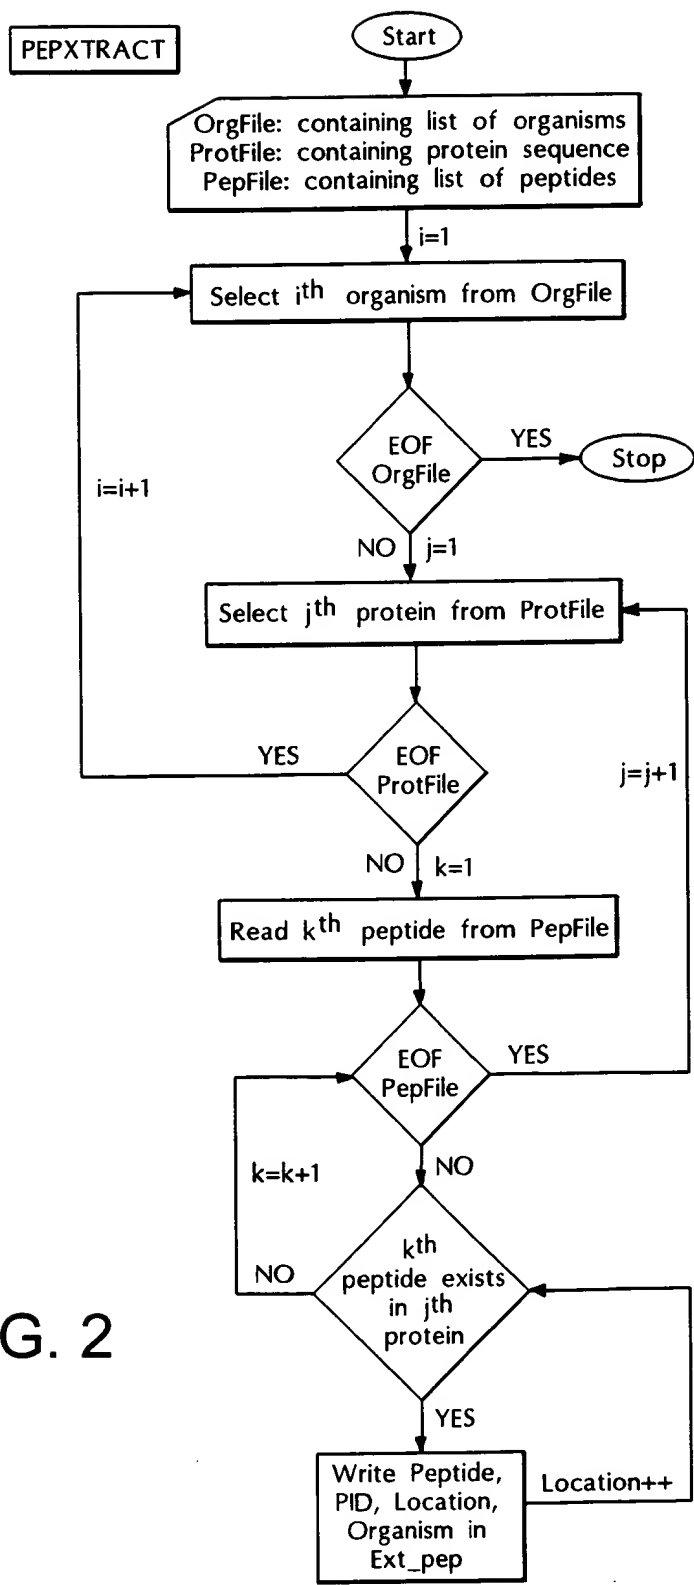 PEPXTRACT
Start
OrgFile: containing list of organisms
ProtFile: containing protein sequence
PepFile: containing list of peptides
i=1
Select ith organism from OrgFile
EOF
OrgFile
YES
Stop
i=i+1
NO
j=1
Select jth protein from ProtFile
EOF
ProtFile
YES
j=j+1
NO
k=1
Read kth peptide from PepFile
EOF
PepFile
YES
NO
k=k+1
kth
peptide exists
in jth
protein
NO
G. 2
YES
Write Peptide,
PID, Location,
Organism in
Ext_pep
Location++